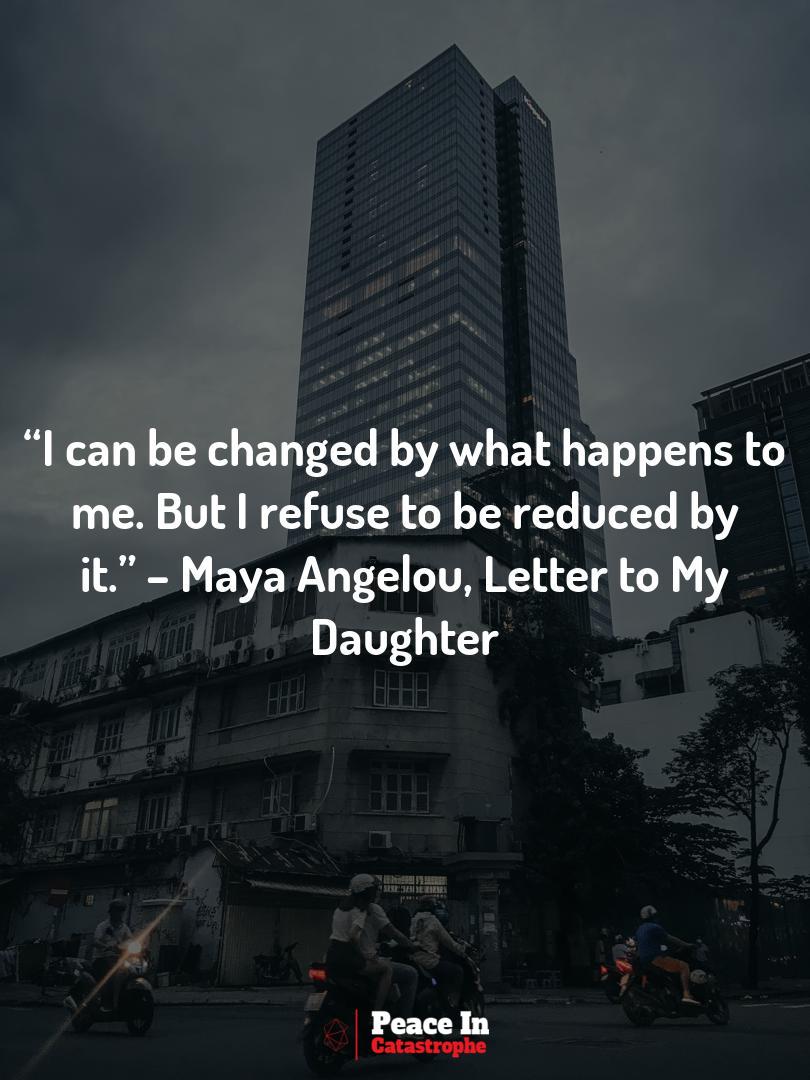 “I can be changed by what happens to
me. But I refuse to be reduced by
it.” – Maya Angelou, Letter to My
Daughter
Peace In
Catastrophe